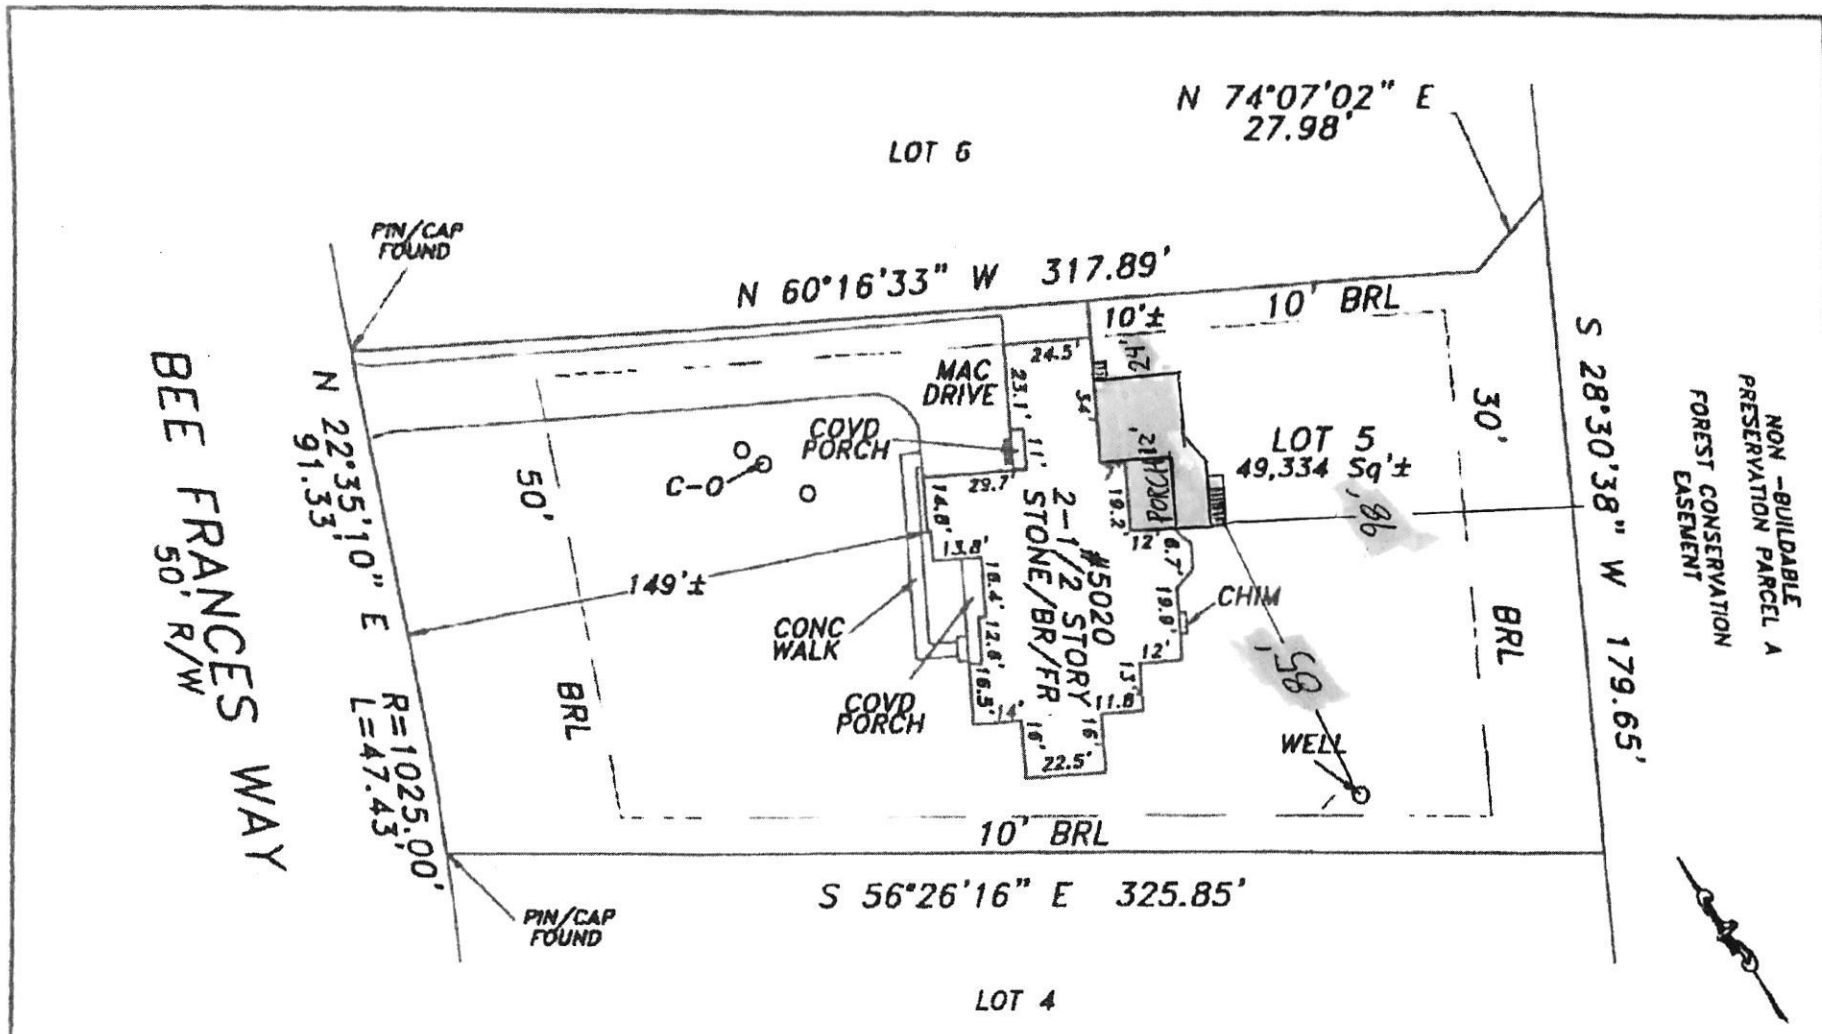 N 74°07'02" E
27.98'
LOT 6
PIN/CAP
FOUND
N 60°16'33" W 317.89'
10' BRL
10'±
24'
24.5'
MAC
DRIVE
23.1'
54'
COVD
PORCH
11'
12'
LOT 5
49,334 Sq'±
30'
BRL
S 28°30'38" W 179.65'
NON -BUILDABLE
PRESERVATION PARCEL A
FOREST CONSERVATION
EASEMENT
BEE FRANCES WAY
50' R/W
N 22°35'10" E
91.33'
R=1025.00'
L=47.43'
C-O
50'
BRL
29.7'
14.8'
13.8'
PORCH
19.2'
12'
6.7'
98'
#5020
2-1/2 STORY
STONE/BR/FR
149'±
16.4'
12.6'
19.9'
CHIM
CONC
WALK
12'
13'
85'
COVD
PORCH
16.5'
14'
11.8'
16'
16'
22.5'
WELL
10' BRL
S 56°26'16" E 325.85'
PIN/CAP
FOUND
LOT 4
N